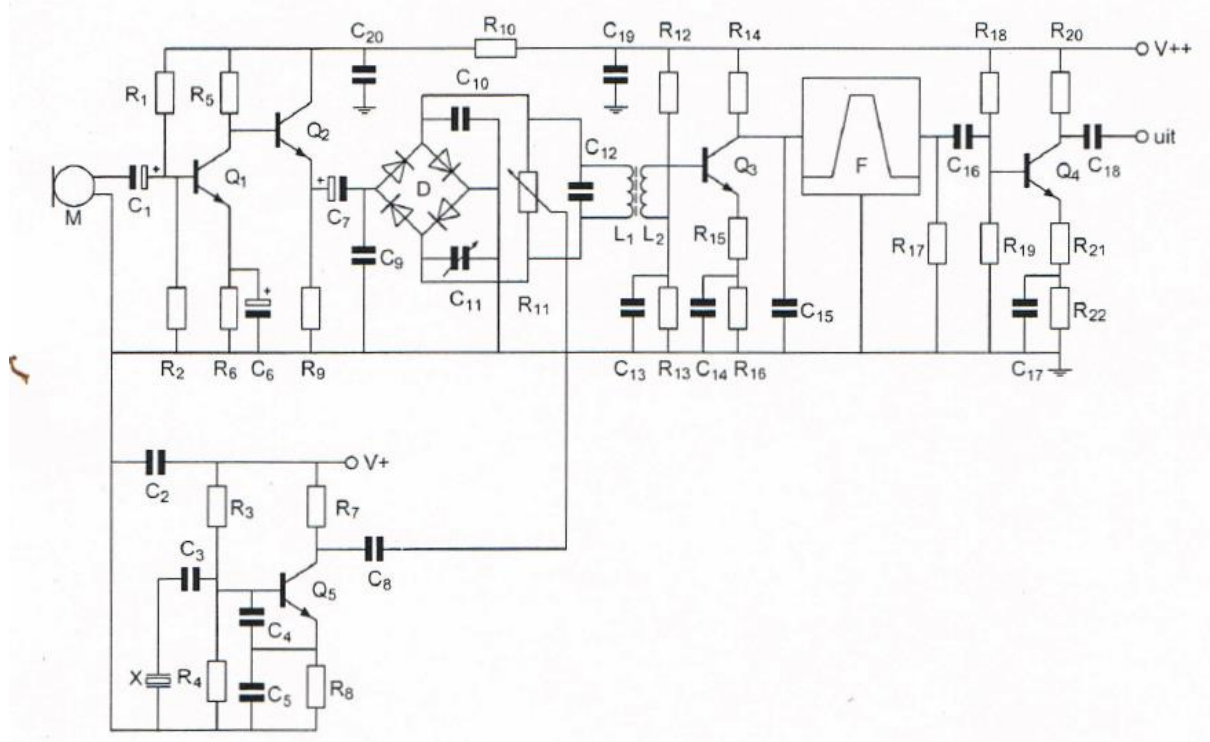 C20 R10 C19 R12 R14 R18 R20
V++
R1 R5 Q2 C10
C12 Q3 F C16 Q4 C18 uit
M C1 Q1 C7 D
C9 L1 L2 R15 R17 R19 R21
C11 R11 C15 R22
R2 R6 C6 R9 C13 R13 C14 R16 C17
V+
C2 R3 R7
C3 Q5 C8
C4
X R4 C5 R8